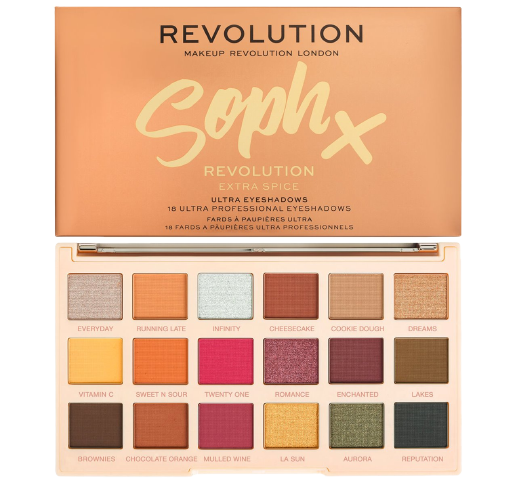 REVOLUTION
MAKEUP REVOLUTION LONDON
Soph X
REVOLUTION
EXTRA SPICE
ULTRA EYESHADOWS
18 ULTRA PROFESSIONAL EYESHADOWS
FARDS À PAUPIÈRES ULTRA
18 FARDS A PAUPIÈRES ULTRA PROFESSIONNELS
EVERYDAY RUNNING LATE INFINITY CHEESECAKE COOKIE DOUGH DREAMS
VITAMIN C SWEET N SOUR TWENTY ONE ROMANCE ENCHANTED LAKES
BROWNIES CHOCOLATE ORANGE MULLED WINE LA SUN AURORA REPUTATION